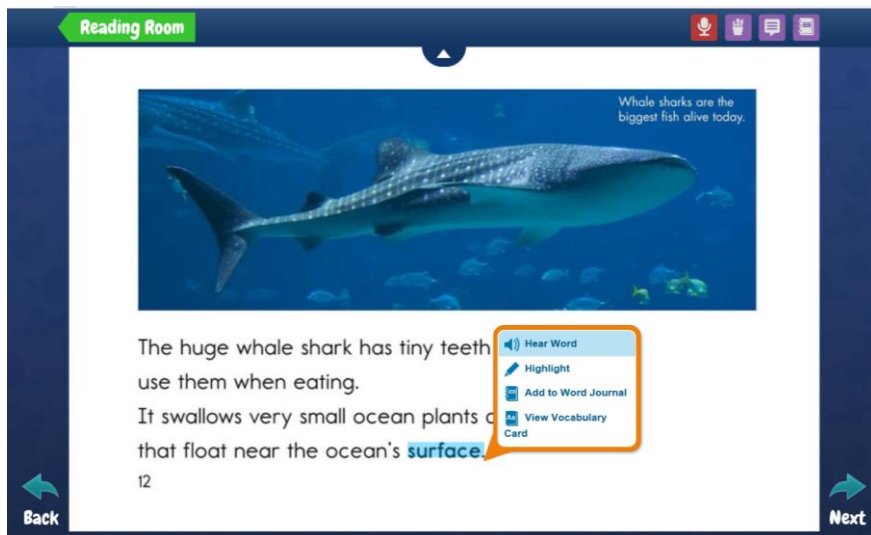 Reading Room
Whale sharks are the
biggest fish alive today.
The huge whale shark has tiny teeth
use them when eating.
It swallows very small ocean plants
that float near the ocean's surface.
Hear Word
Highlight
Add to Word Journal
Aa View Vocabulary
Card
12
Back
Next